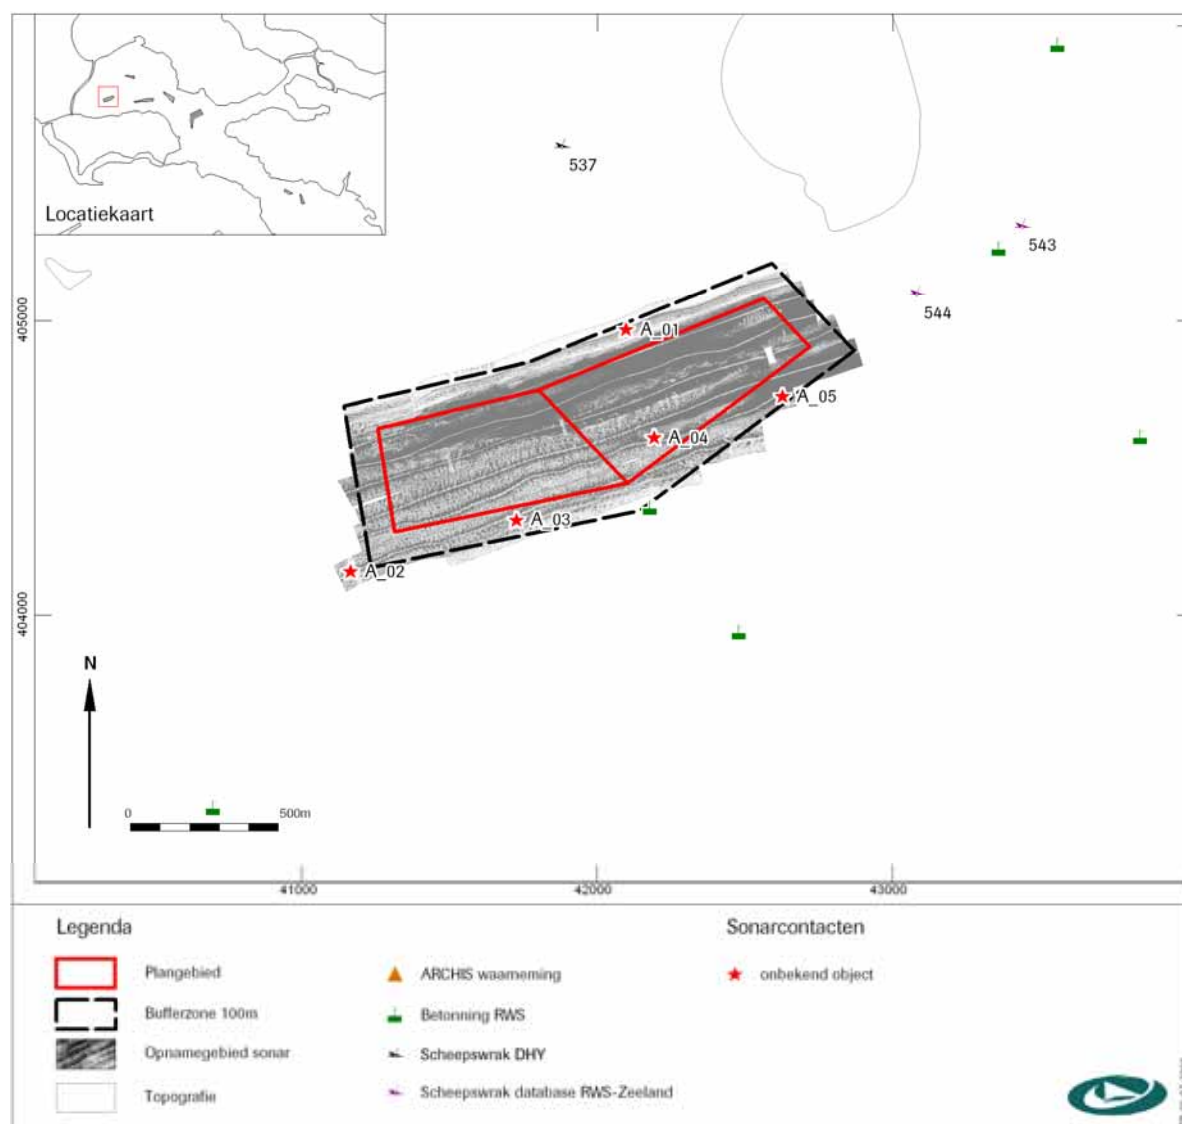 Locatiekaart
537
543
544
A_01
A_05
A_04
A_03
A_02
405000
404000
N
0 500m
41000 42000 43000
Legenda
Plangebied
Bufferzone 100m
Opnamegebied sonar
Topografie
ARCHIS waarneming
Betonning RWS
Scheepswrak DHY
Scheepswrak database RWS-Zeeland
Sonarcontacten
onbekend object